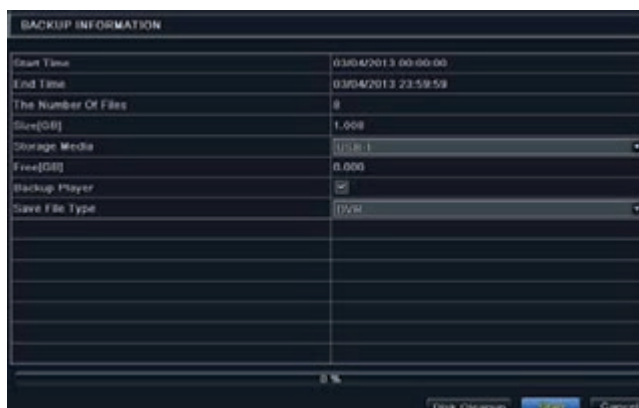 BACKUP INFORMATION
Start Time 03/04/2013 00:00:00
End Time 03/04/2013 23:59:59
The Number Of Files 8
Size[GB] 1.008
Storage Media USB-1
Free[GB] 0.000
Backup Player
Save File Type DVR
0 %
Disk Cleanup Cancel